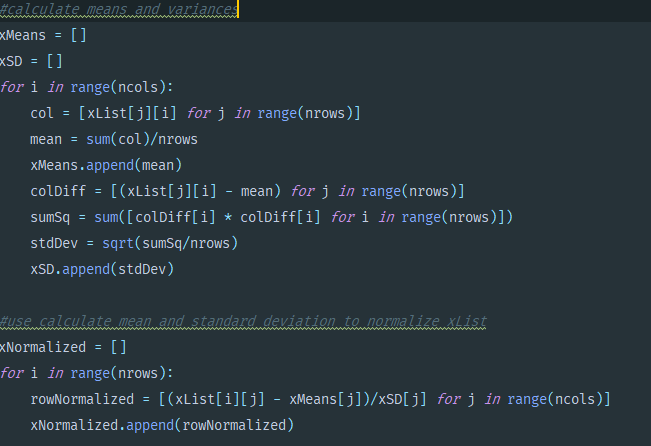 #calculate means and variances
xMeans = []
xSD = []
for i in range(ncols):
    col = [xList[j][i] for j in range(nrows)]
    mean = sum(col)/nrows
    xMeans.append(mean)
    colDiff = [(xList[j][i] - mean) for j in range(nrows)]
    sumSq = sum([colDiff[i] * colDiff[i] for i in range(nrows)])
    stdDev = sqrt(sumSq/nrows)
    xSD.append(stdDev)

#use calculate mean and standard deviation to normalize xList
xNormalized = []
for i in range(nrows):
    rowNormalized = [(xList[i][j] - xMeans[j])/xSD[j] for j in range(ncols)]
    xNormalized.append(rowNormalized)